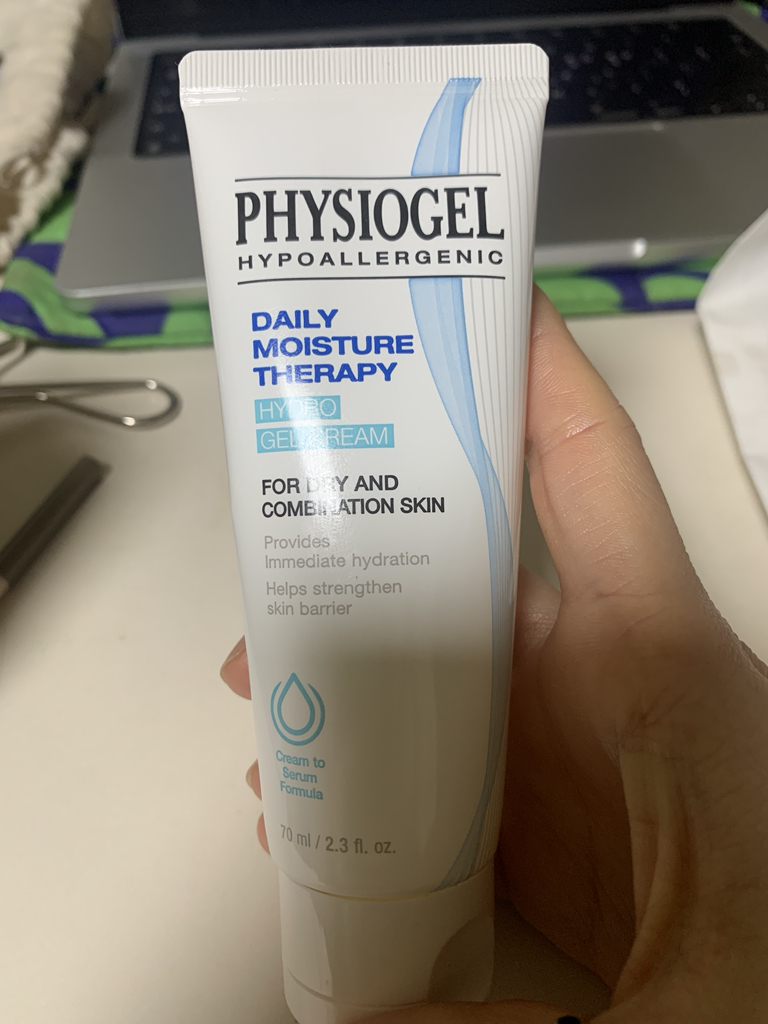 PHYSIOGEL
HYPOALLERGENIC
DAILY
MOISTURE
THERAPY
HYDRO
GEL CREAM
FOR DRY AND
COMBINATION SKIN
Provides
Immediate hydration
Helps strengthen
skin barrier
Cream to
Serum
Formula
70 ml / 2.3 fl. oz.